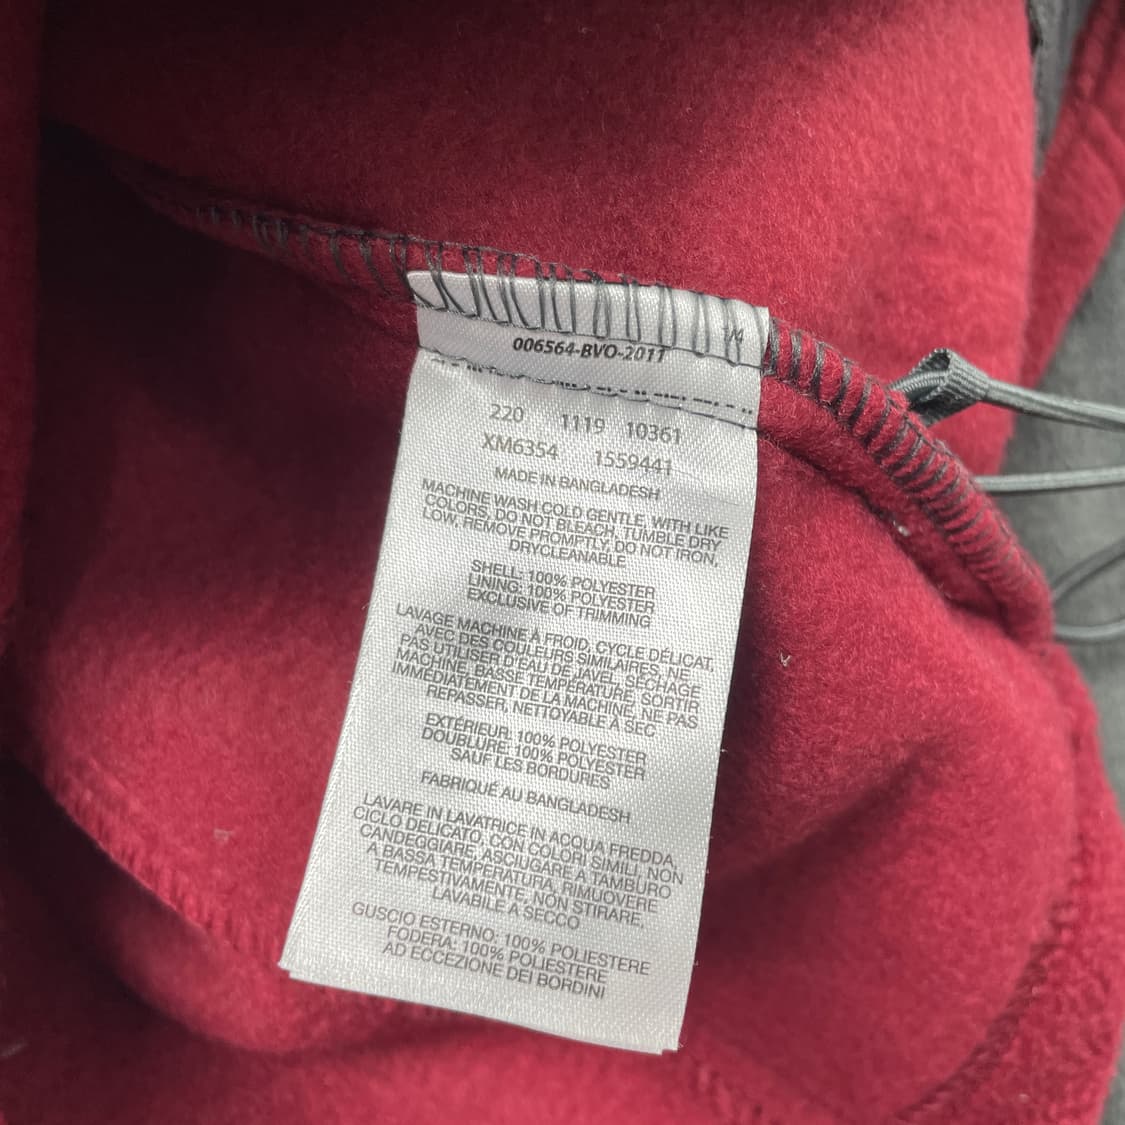 1/4
006564-BVO-2011
220 1119 10361
XM6354 1559441
MADE IN BANGLADESH
MACHINE WASH COLD GENTLE, WITH LIKE
COLORS, DO NOT BLEACH, TUMBLE DRY
LOW, REMOVE PROMPTLY, DO NOT IRON,
DRYCLEANABLE
SHELL: 100% POLYESTER
LINING: 100% POLYESTER
EXCLUSIVE OF TRIMMING
LAVAGE MACHINE À FROID, CYCLE DÉLICAT,
AVEC DES COULEURS SIMILAIRES, NE
PAS UTILISER D'EAU DE JAVEL, SÉCHAGE
MACHINE, BASSE TEMPÉRATURE, SORTIR
IMMÉDIATEMENT DE LA MACHINE, NE PAS
REPASSER, NETTOYABLE À SEC
EXTÉRIEUR: 100% POLYESTER
DOUBLURE: 100% POLYESTER
SAUF LES BORDURES
FABRIQUÉ AU BANGLADESH
LAVARE IN LAVATRICE IN ACQUA FREDDA,
CICLO DELICATO, CON COLORI SIMILI, NON
CANDEGGIARE, ASCIUGARE A TAMBURO
A BASSA TEMPERATURA, RIMUOVERE
TEMPESTIVAMENTE, NON STIRARE,
LAVABILE A SECCO
GUSCIO ESTERNO: 100% POLIESTERE
FODERA: 100% POLIESTERE
AD ECCEZIONE DEI BORDINI